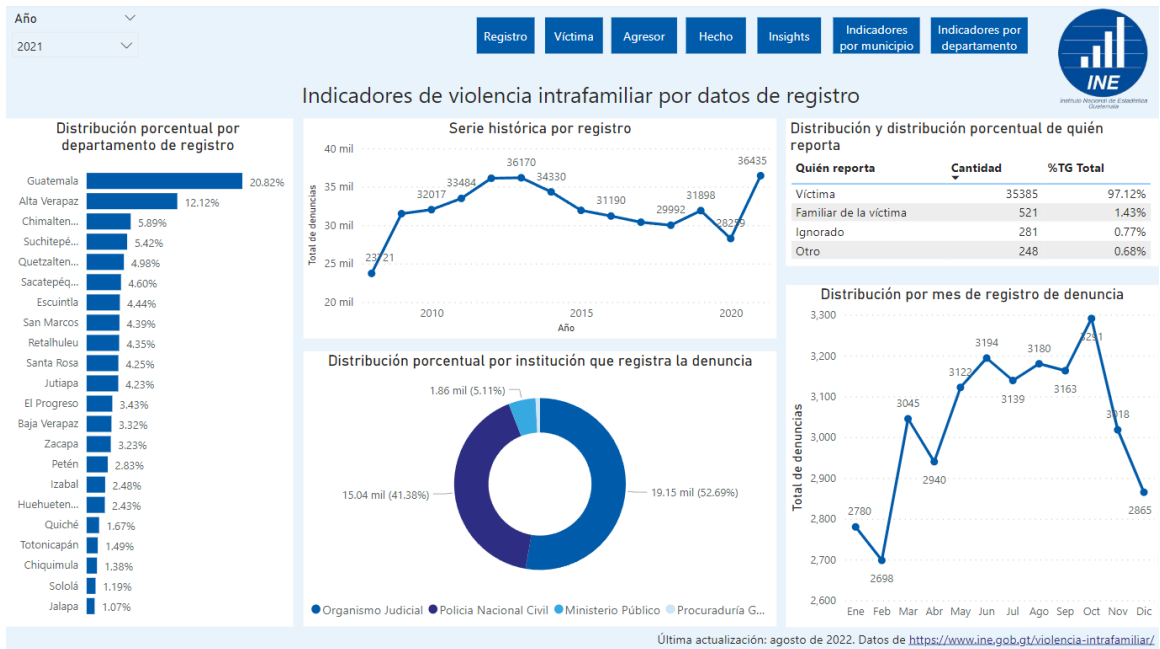 Año
2021
Registro
Víctima
Agresor
Hecho
Insights
Indicadores
por municipio
Indicadores por
departamento
INE
Instituto Nacional de Estadística
Guatemala
Indicadores de violencia intrafamiliar por datos de registro
Distribución porcentual por
departamento de registro
Guatemala 20.82%
Alta Verapaz 12.12%
Chimalten... 5.89%
Suchitepé... 5.42%
Quetzalten... 4.98%
Sacatepéq... 4.60%
Escuintla 4.44%
San Marcos 4.39%
Retalhuleu 4.35%
Santa Rosa 4.25%
Jutiapa 4.23%
El Progreso 3.43%
Baja Verapaz 3.32%
Zacapa 3.23%
Petén 2.83%
Izabal 2.48%
Huehueten... 2.43%
Quiché 1.67%
Totonicapán 1.49%
Chiquimula 1.38%
Sololá 1.19%
Jalapa 1.07%
Serie histórica por registro
Total de denuncias
40 mil
35 mil
30 mil
25 mil
20 mil
23721
32017
33484
36170
34330
31190
29992
31898
28259
36435
2010 2015 2020
Año
Distribución porcentual por institución que registra la denuncia
1.86 mil (5.11%)
15.04 mil (41.38%)
19.15 mil (52.69%)
Organismo Judicial Policia Nacional Civil Ministerio Público Procuraduría G...
Distribución y distribución porcentual de quién
reporta
Quién reporta Cantidad %TG Total
Víctima 35385 97.12%
Familiar de la víctima 521 1.43%
Ignorado 281 0.77%
Otro 248 0.68%
Distribución por mes de registro de denuncia
Total de denuncias
3,300
3,200
3,100
3,000
2,900
2,800
2,700
2,600
2780
2698
3045
2940
3122
3194
3139
3180
3163
3291
3018
2865
Ene Feb Mar Abr May Jun Jul Ago Sep Oct Nov Dic
Última actualización: agosto de 2022. Datos de https://www.ine.gob.gt/violencia-intrafamiliar/